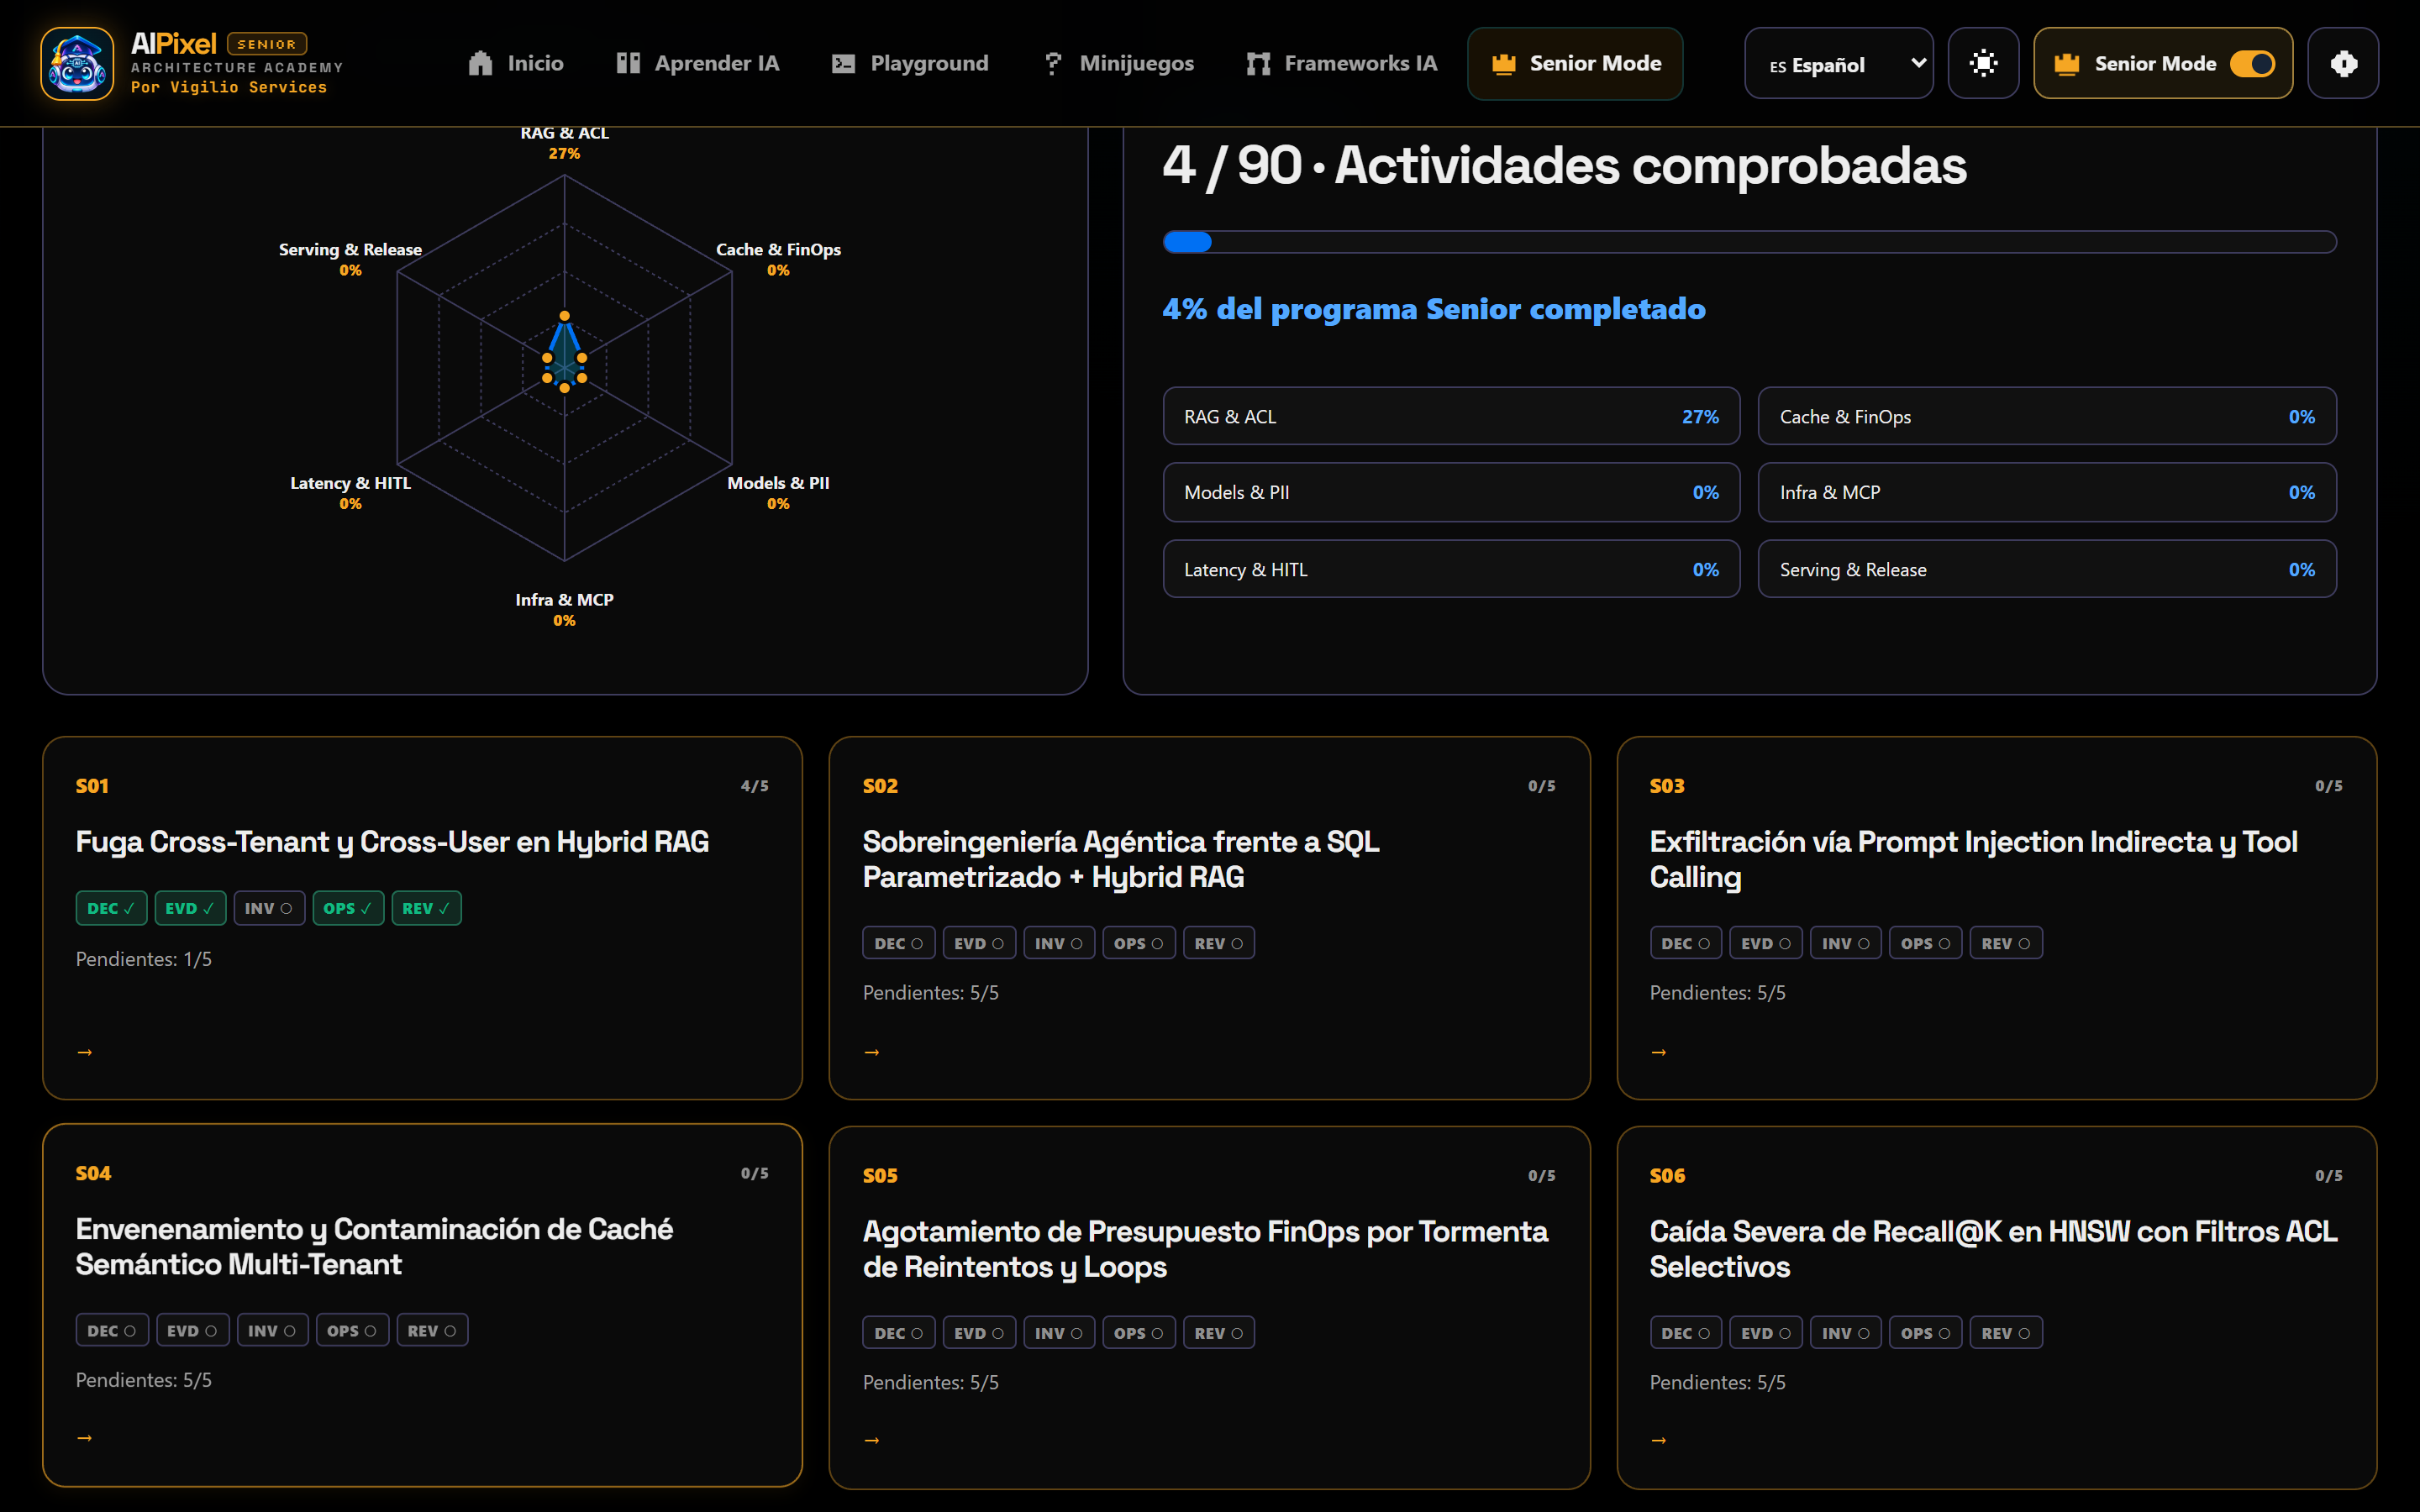 AIPixel SENIOR
ARCHITECTURE ACADEMY
Por Vigilio Services
Inicio
Aprender IA
Playground
Minijuegos
Frameworks IA
Senior Mode
ES Español
Senior Mode
RAG & ACL
27%
Serving & Release
0%
Cache & FinOps
0%
Latency & HITL
0%
Models & PII
0%
Infra & MCP
0%
4 / 90 · Actividades comprobadas
4% del programa Senior completado
RAG & ACL 27%
Cache & FinOps 0%
Models & PII 0%
Infra & MCP 0%
Latency & HITL 0%
Serving & Release 0%
S01 4/5
Fuga Cross-Tenant y Cross-User en Hybrid RAG
DEC ✓ EVD ✓ INV ○ OPS ✓ REV ✓
Pendientes: 1/5
→
S02 0/5
Sobreingeniería Agéntica frente a SQL
Parametrizado + Hybrid RAG
DEC ○ EVD ○ INV ○ OPS ○ REV ○
Pendientes: 5/5
→
S03 0/5
Exfiltración vía Prompt Injection Indirecta y Tool
Calling
DEC ○ EVD ○ INV ○ OPS ○ REV ○
Pendientes: 5/5
→
S04 0/5
Envenenamiento y Contaminación de Caché
Semántico Multi-Tenant
DEC ○ EVD ○ INV ○ OPS ○ REV ○
Pendientes: 5/5
→
S05 0/5
Agotamiento de Presupuesto FinOps por Tormenta
de Reintentos y Loops
DEC ○ EVD ○ INV ○ OPS ○ REV ○
Pendientes: 5/5
→
S06 0/5
Caída Severa de Recall@K en HNSW con Filtros ACL
Selectivos
DEC ○ EVD ○ INV ○ OPS ○ REV ○
Pendientes: 5/5
→